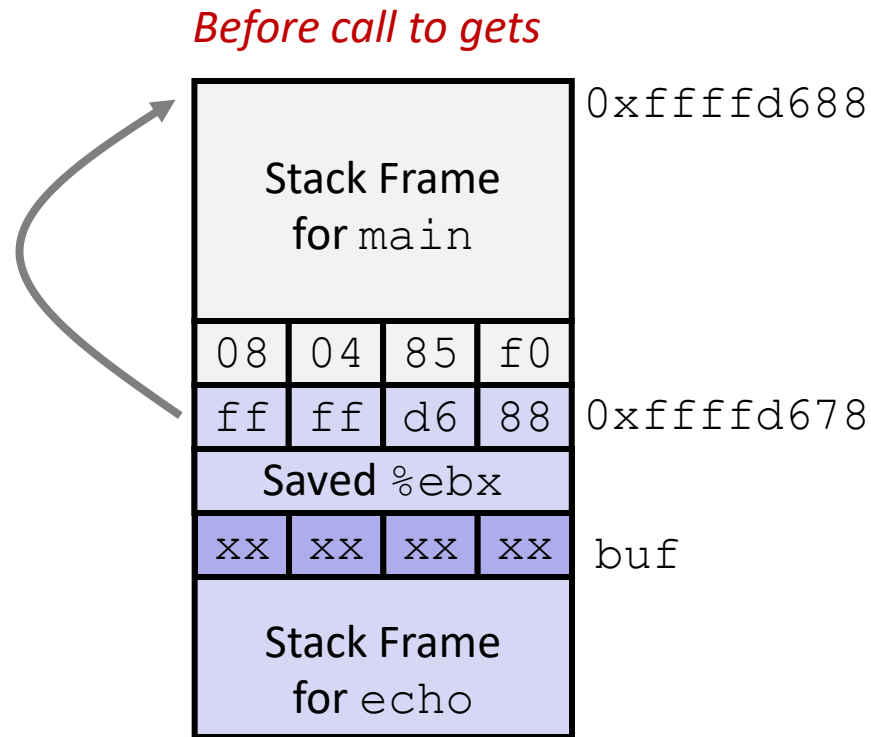 Before call to gets
0xffffd688
Stack Frame
for main
08 04 85 f0
ff ff d6 88 0xffffd678
Saved %ebx
xx xx xx xx buf
Stack Frame
for echo